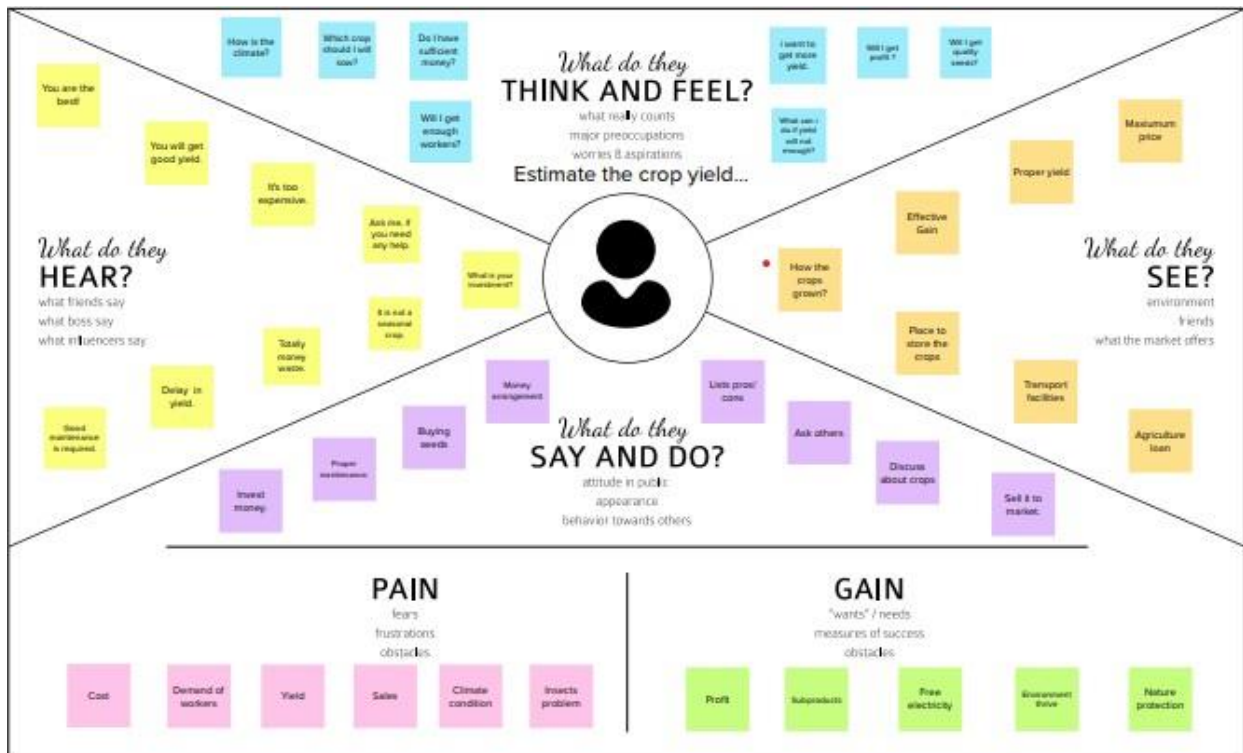 How is the
climate?
Which crop
should I will
sow?
Do I have
sufficient
money?
Will I get
enough
workers?
What do they
THINK AND FEEL?
what really counts
major preoccupations
worries & aspirations
Estimate the crop yield...
I want to
get more
yield.
Will I get
profit ?
Will I get
quality
seeds?
What can i
do if yield
will not
enough?
You are the
best!
You will get
good yield.
It's too
expensive.
Ask me, if
you need
any help.
What is your
investment?
What do they
HEAR?
what friends say
what boss say
what influencers say
It is not a
seasonal
crop.
Totally
money
waste.
Delay in
yield.
Good
maintenance
is required.
Maxiumum
price
Proper yield
Effective
Gain
How the
crops
grown?
What do they
SEE?
environment
friends
what the market offers
Place to
store the
crops
Transport
facilities
Agriculture
loan
Money
arrangement
Buying
seeds
Proper
maintenance
Invest
money.
What do they
SAY AND DO?
attitude in public
appearance
behavior towards others
Lists pros/
cons
Ask others
Discuss
about crops
Sell it to
market.
PAIN
fears
frustrations
obstacles
Cost
Demand of
workers
Yield
Sales
Climate
condition
Insects
problem
GAIN
"wants" / needs
measures of success
obstacles
Profit
Subproducts
Free
electricity
Environment
thrive
Nature
protection